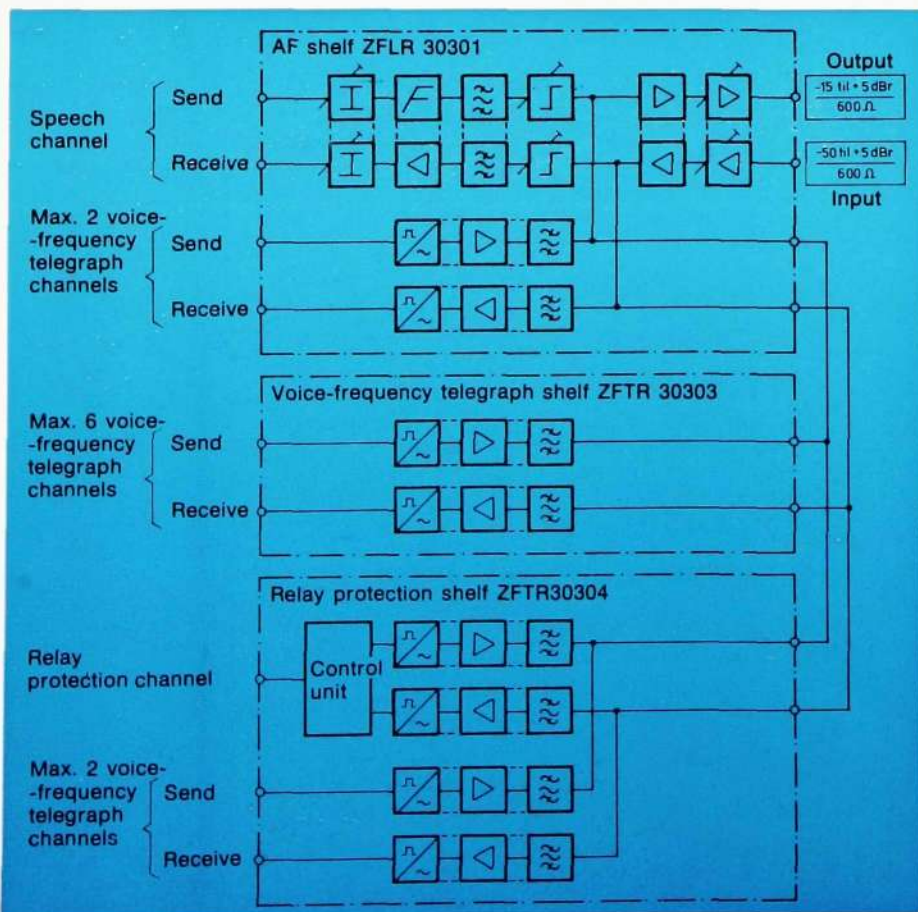 AF shelf ZFLR 30301
Output
-15 til + 5 dBr
600 Ω
Speech
channel
Send
Receive
-50 til + 5 dBr
600 Ω
Input
Max. 2 voice-
-frequency
telegraph
channels
Send
Receive
Voice-frequency telegraph shelf ZFTR 30303
Max. 6 voice-
-frequency
telegraph
channels
Send
Receive
Relay protection shelf ZFTR30304
Relay
protection channel
Control
unit
Max. 2 voice-
-frequency
telegraph
channels
Send
Receive